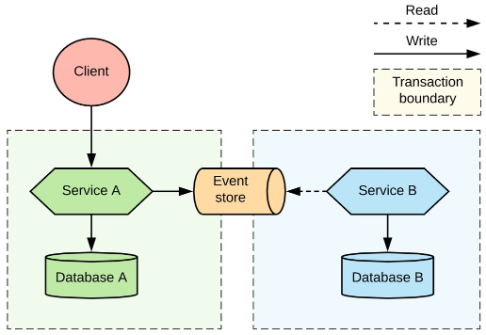 Read
Write
Transaction
boundary
Client
Service A
Event
store
Service B
Database A
Database B